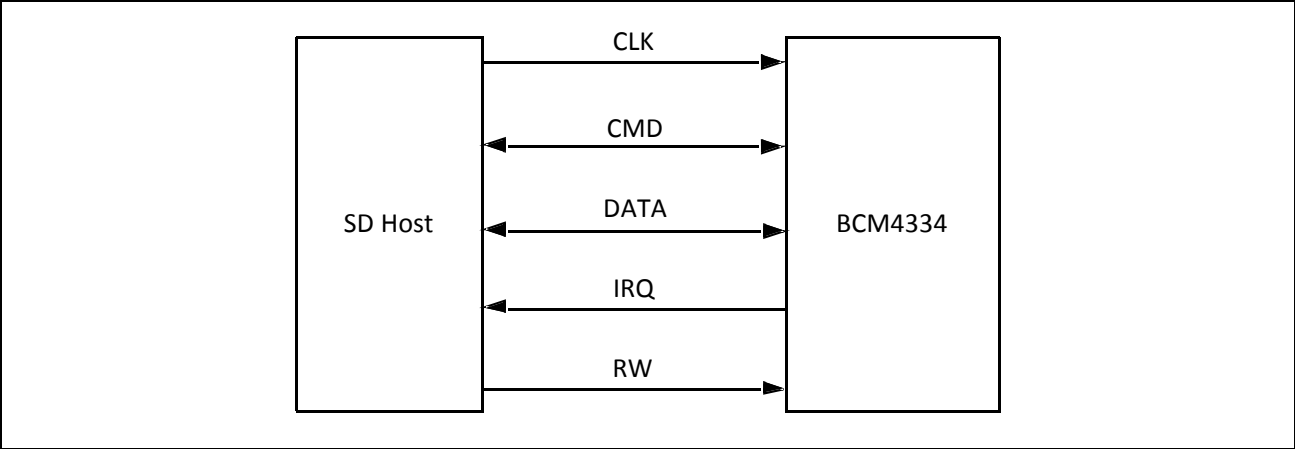 CLK
CMD
DATA
SD Host
BCM4334
IRQ
RW